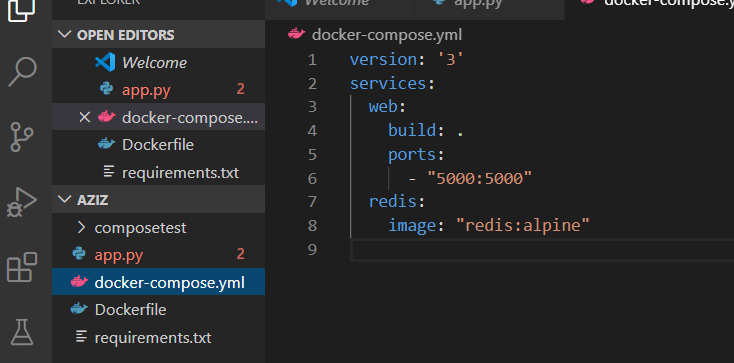 EXPLORER
OPEN EDITORS
Welcome
app.py 2
docker-compose....
Dockerfile
requirements.txt
AZIZ
composetest
app.py 2
docker-compose.yml
Dockerfile
requirements.txt
Welcome
app.py
docker-compose.y
docker-compose.yml
1 version: '3'
2 services:
3 web:
4 build: .
5 ports:
6 - "5000:5000"
7 redis:
8 image: "redis:alpine"
9